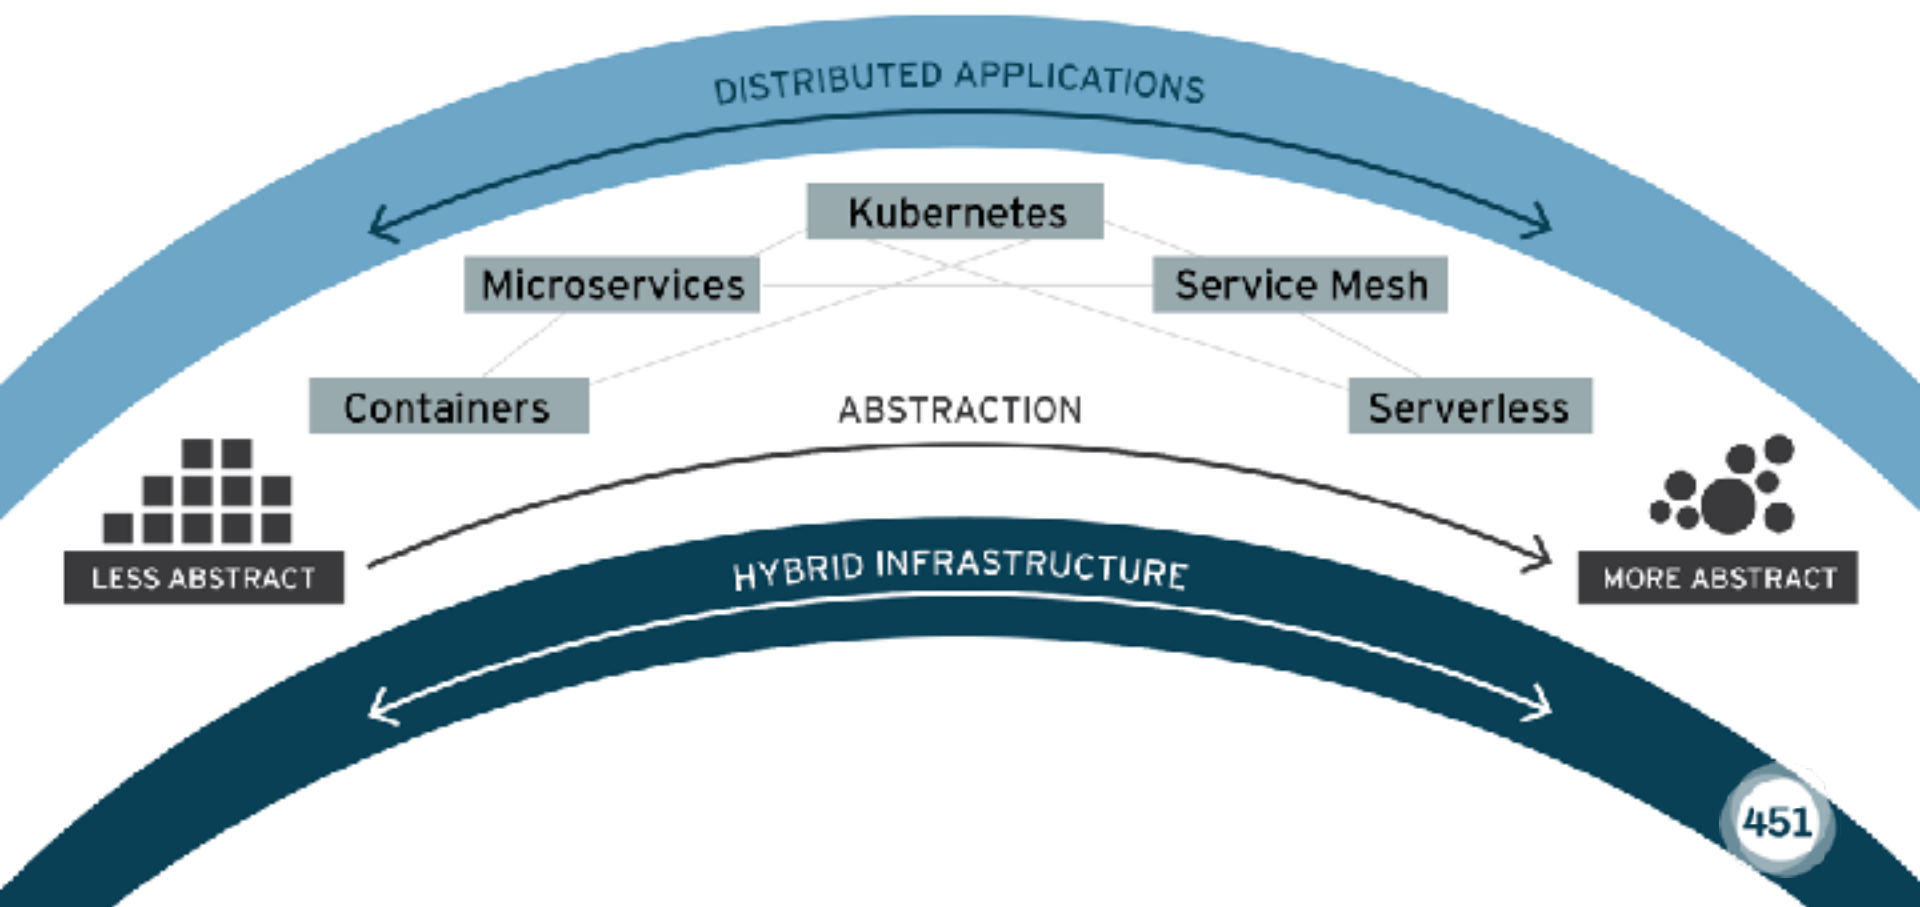 DISTRIBUTED APPLICATIONS
Kubernetes
Microservices
Service Mesh
Containers
ABSTRACTION
Serverless
LESS ABSTRACT
HYBRID INFRASTRUCTURE
MORE ABSTRACT
451